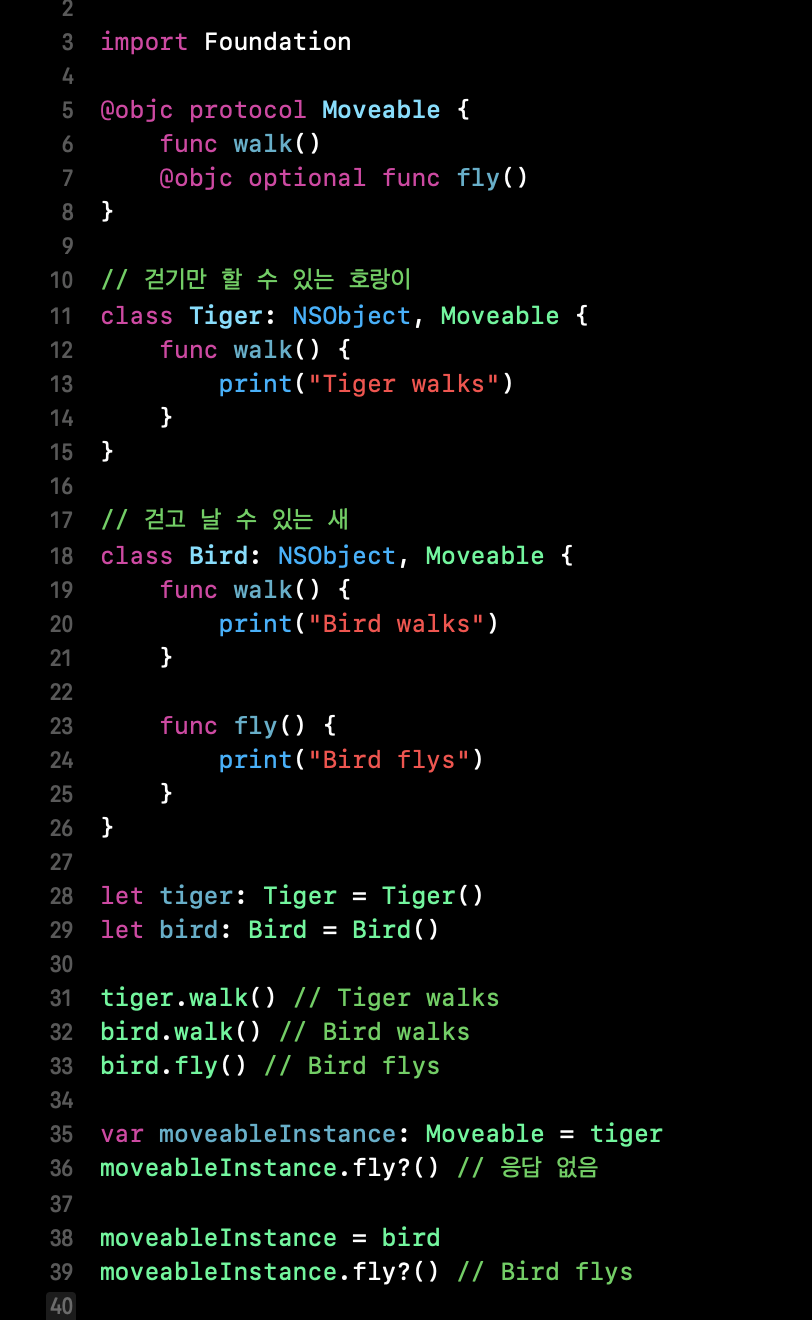 2
3 import Foundation
4
5 @objc protocol Moveable {
6     func walk()
7     @objc optional func fly()
8 }
9
10 // 걷기만 할 수 있는 호랑이
11 class Tiger: NSObject, Moveable {
12     func walk() {
13         print("Tiger walks")
14     }
15 }
16
17 // 걷고 날 수 있는 새
18 class Bird: NSObject, Moveable {
19     func walk() {
20         print("Bird walks")
21     }
22
23     func fly() {
24         print("Bird flys")
25     }
26 }
27
28 let tiger: Tiger = Tiger()
29 let bird: Bird = Bird()
30
31 tiger.walk() // Tiger walks
32 bird.walk() // Bird walks
33 bird.fly() // Bird flys
34
35 var moveableInstance: Moveable = tiger
36 moveableInstance.fly?() // 응답 없음
37
38 moveableInstance = bird
39 moveableInstance.fly?() // Bird flys
40